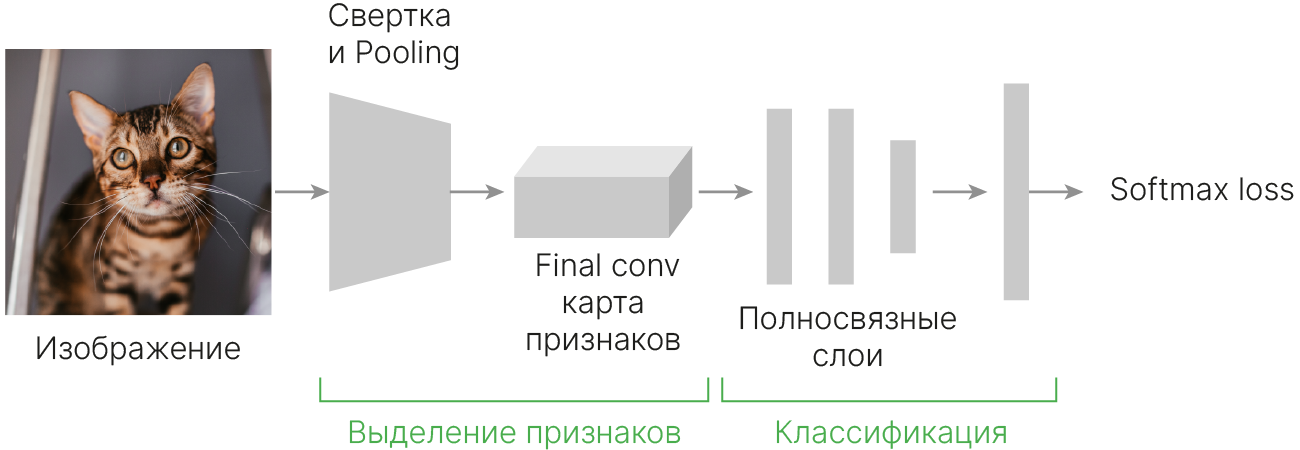 Свертка
и Pooling
Изображение
Final conv
карта
признаков
Полносвязные
слои
Softmax loss
Выделение признаков
Классификация